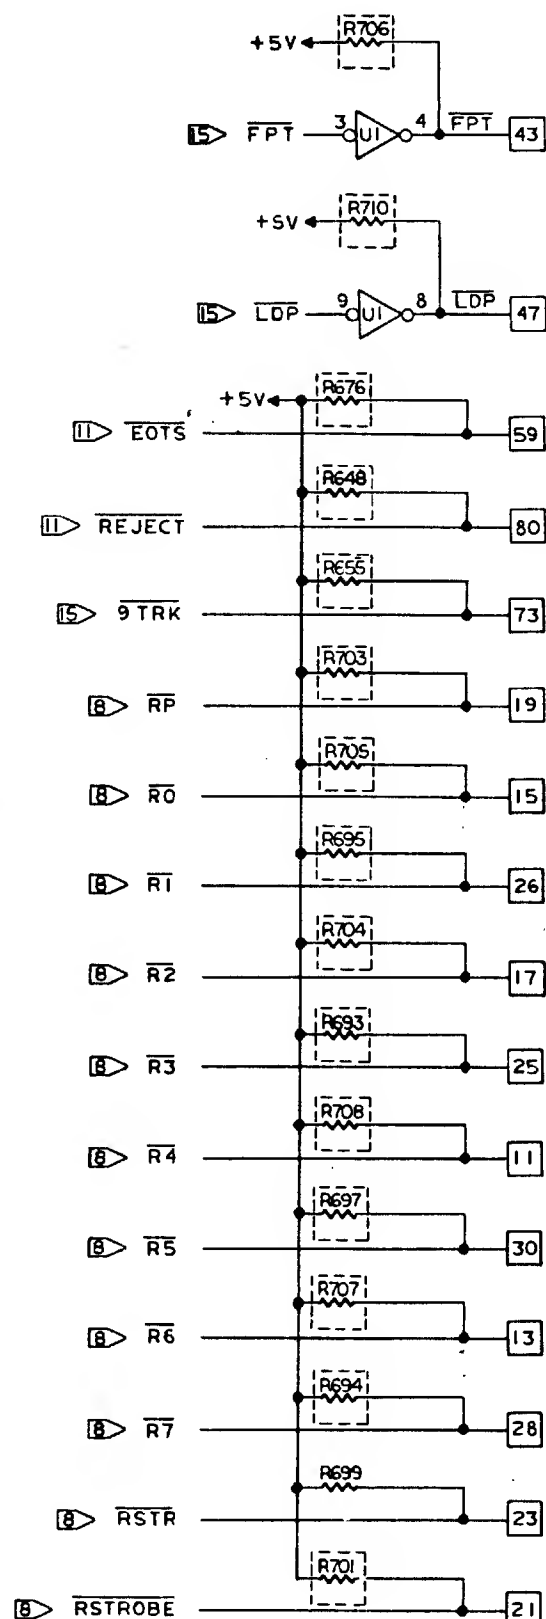 R706
+5V
15 FPT 3 U1 4 FPT 43
R710
+5V
15 LDP 9 U1 8 LDP 47
+5V R676
11 EOTS' 59
R648
11 REJECT 80
R655
15 9TRK 73
R703
8 RP 19
R705
8 R0 15
R695
8 R1 26
R704
8 R2 17
R693
8 R3 25
R708
8 R4 11
R697
8 R5 30
R707
8 R6 13
R694
8 R7 28
R699
8 RSTR 23
R701
8 RSTROBE 21